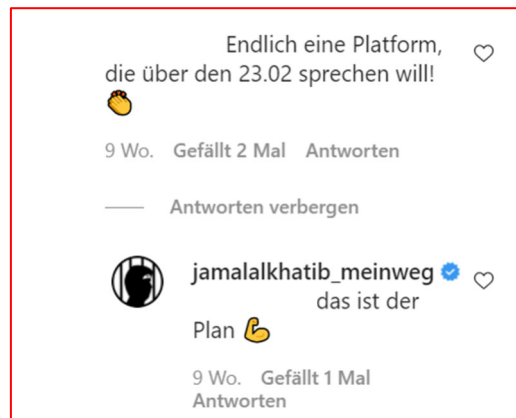 Endlich eine Platform,
die über den 23.02 sprechen will!
👏
9 Wo. Gefällt 2 Mal Antworten
Antworten verbergen
jamalalkhatib_meinweg
das ist der
Plan 💪
9 Wo. Gefällt 1 Mal
Antworten